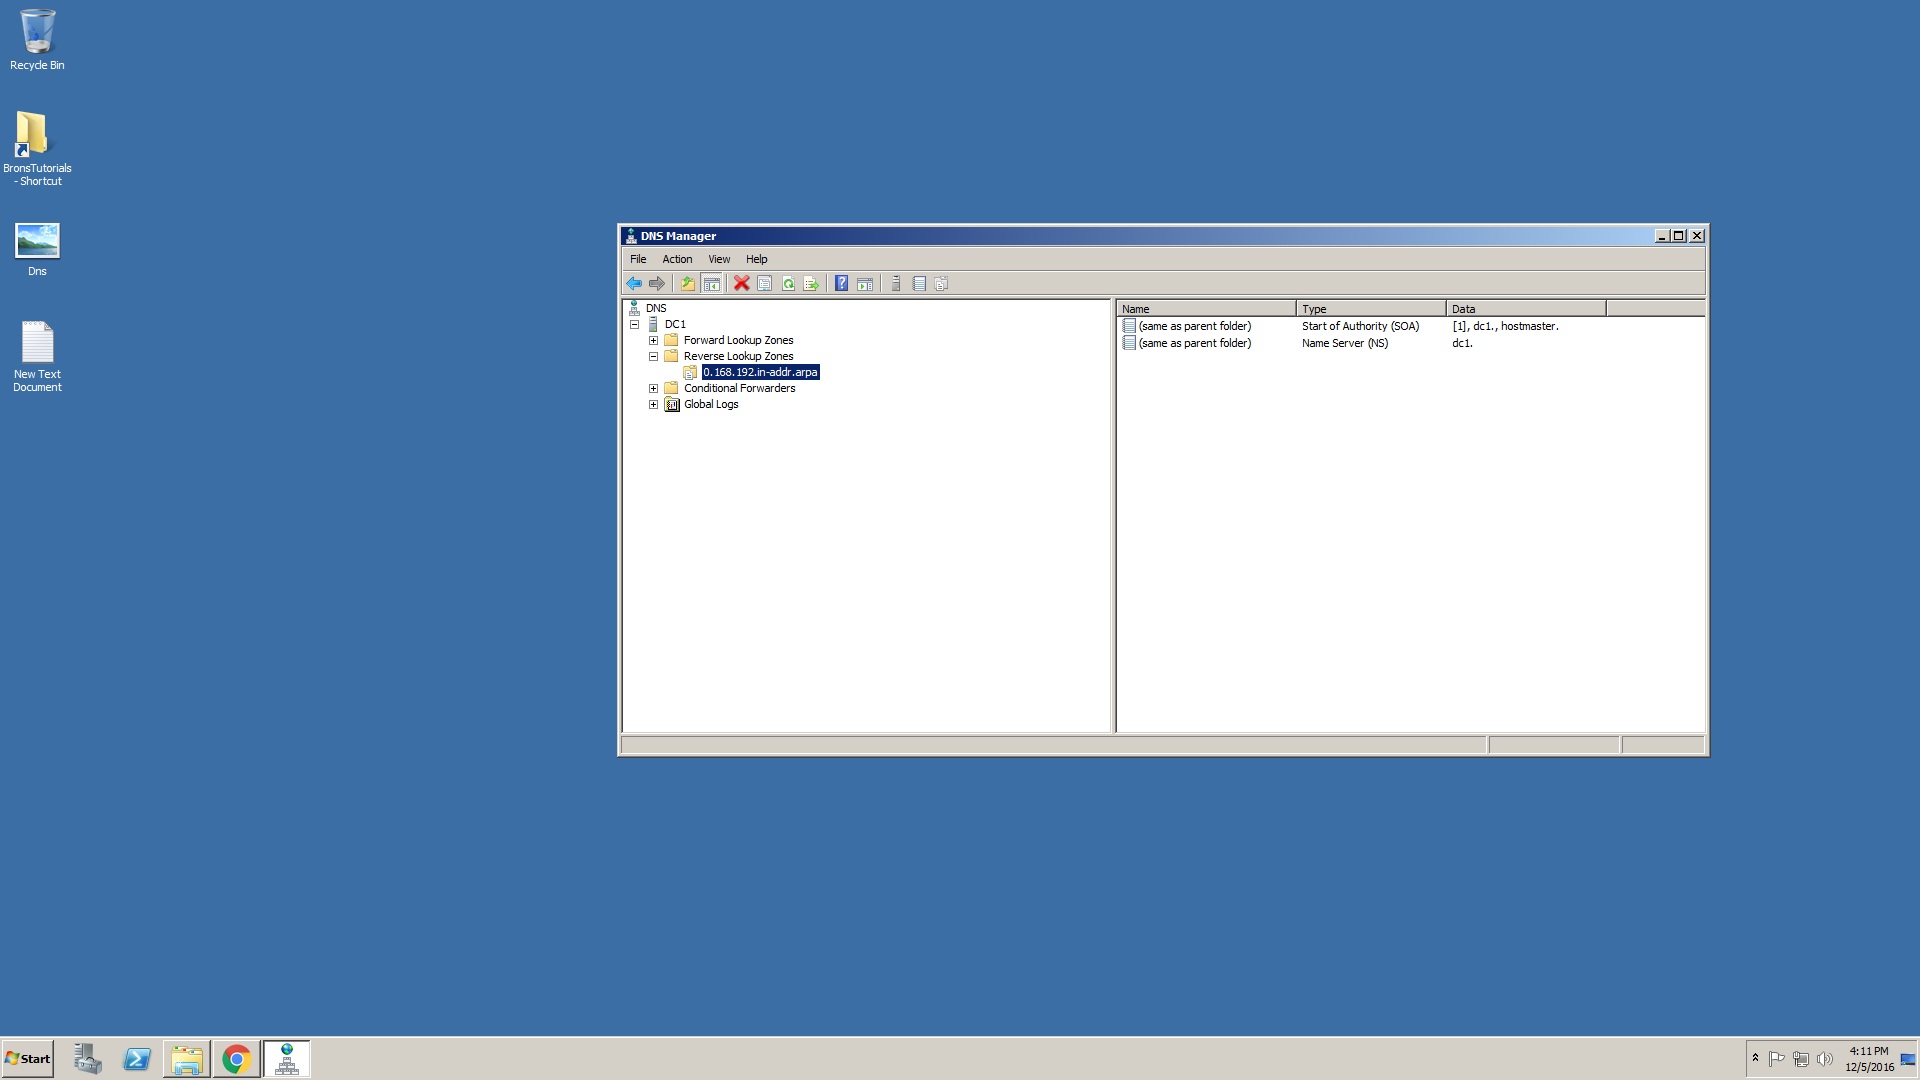 Recycle Bin
BronsTutorials
- Shortcut
Dns
New Text
Document
DNS Manager
File Action View Help
DNS
DC1
Forward Lookup Zones
Reverse Lookup Zones
0.168.192.in-addr.arpa
Conditional Forwarders
Global Logs
Name Type Data
(same as parent folder) Start of Authority (SOA) [1], dc1., hostmaster.
(same as parent folder) Name Server (NS) dc1.
Start
4:11 PM
12/5/2016